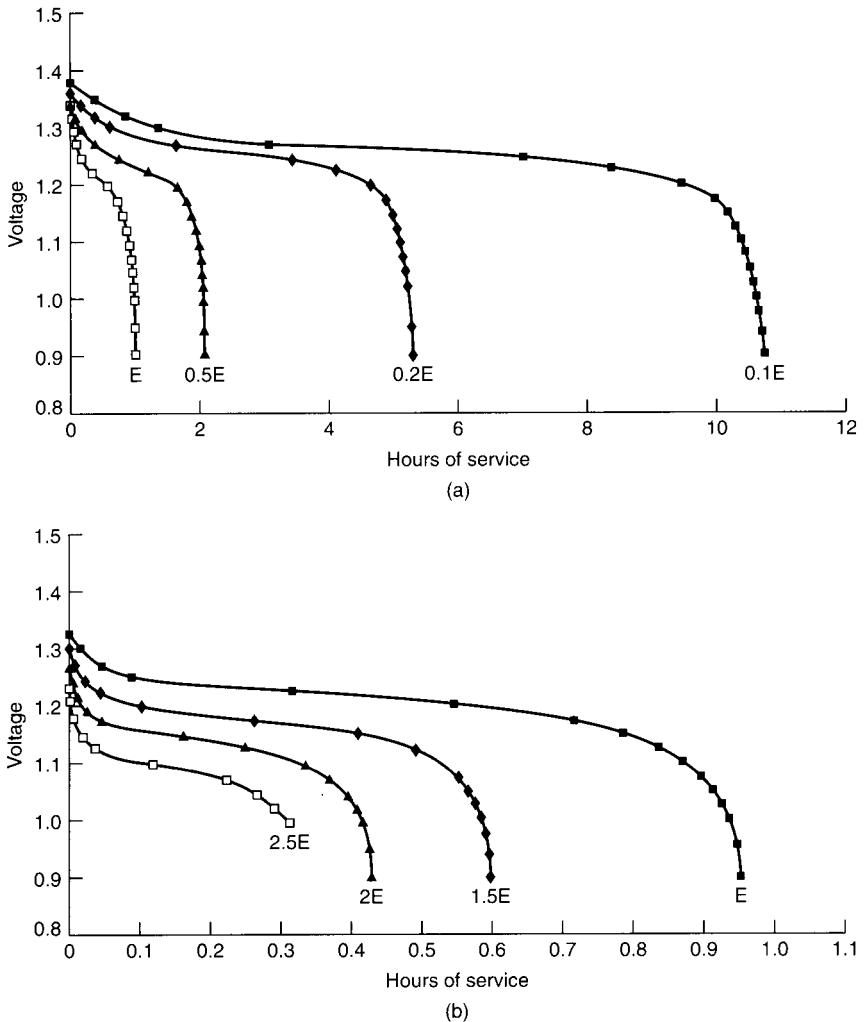 1.5
1.4
1.3
1.2
1.1
1.0
0.9
0.8
Voltage
E
0.5E
0.2E
0.1E
0 2 4 6 8 10 12
Hours of service
(a)
1.5
1.4
1.3
1.2
1.1
1.0
0.9
0.8
Voltage
2.5E
2E
1.5E
E
0 0.1 0.2 0.3 0.4 0.5 0.6 0.7 0.8 0.9 1.0 1.1
Hours of service
(b)